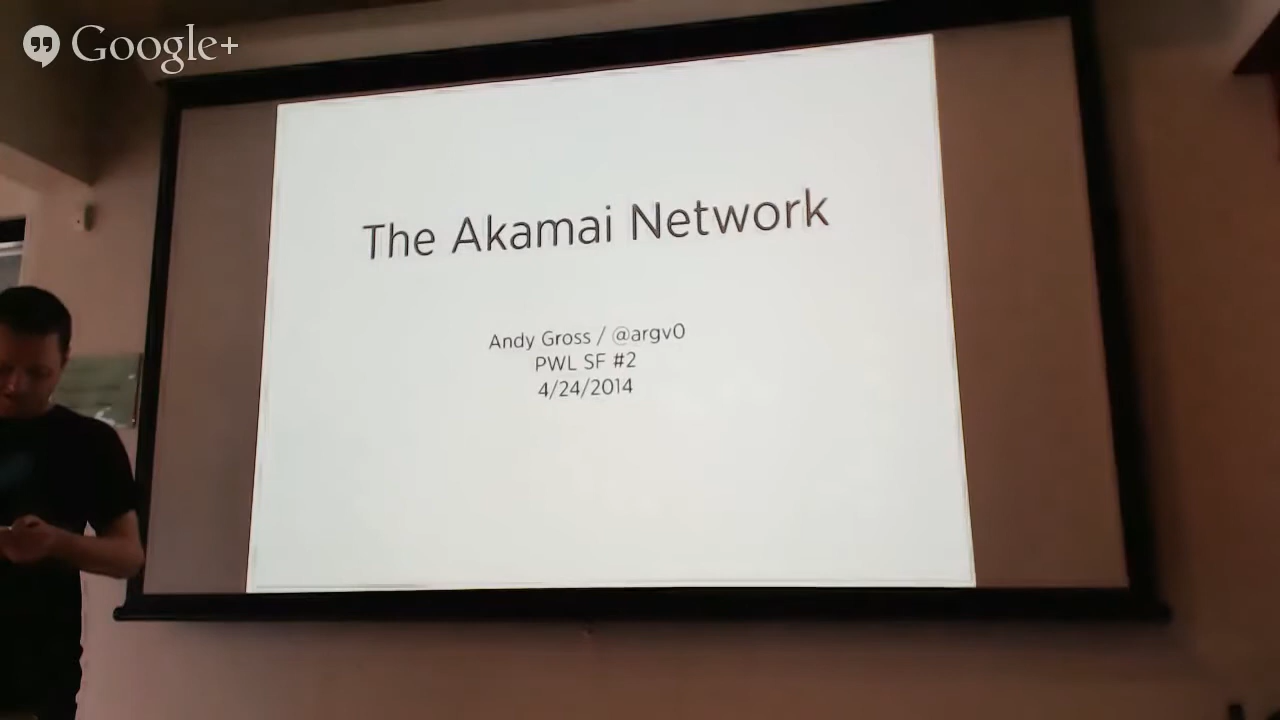 Google+
The Akamai Network
Andy Gross / @argv0
PWL SF #2
4/24/2014